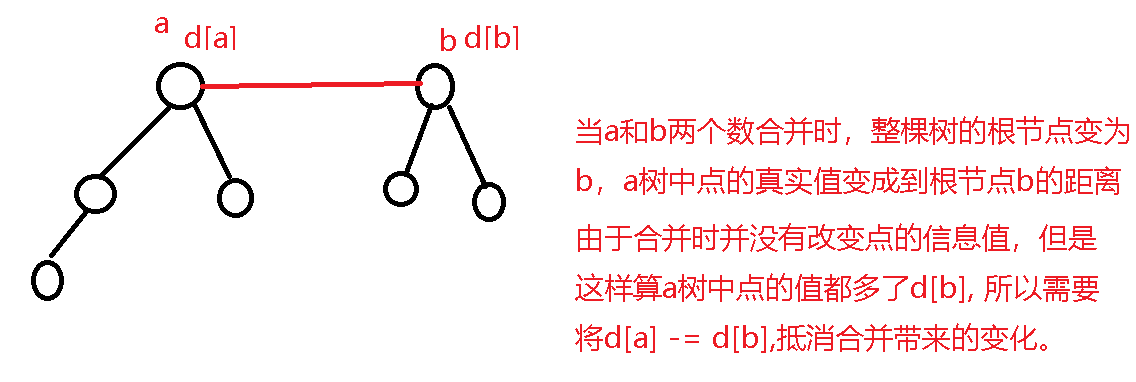 a d[a] b d[b]
当a和b两个数合并时，整棵树的根节点变为
b，a树中点的真实值变成到根节点b的距离
由于合并时并没有改变点的信息值，但是
这样算a树中点的值都多了d[b], 所以需要
将d[a] -= d[b],抵消合并带来的变化。